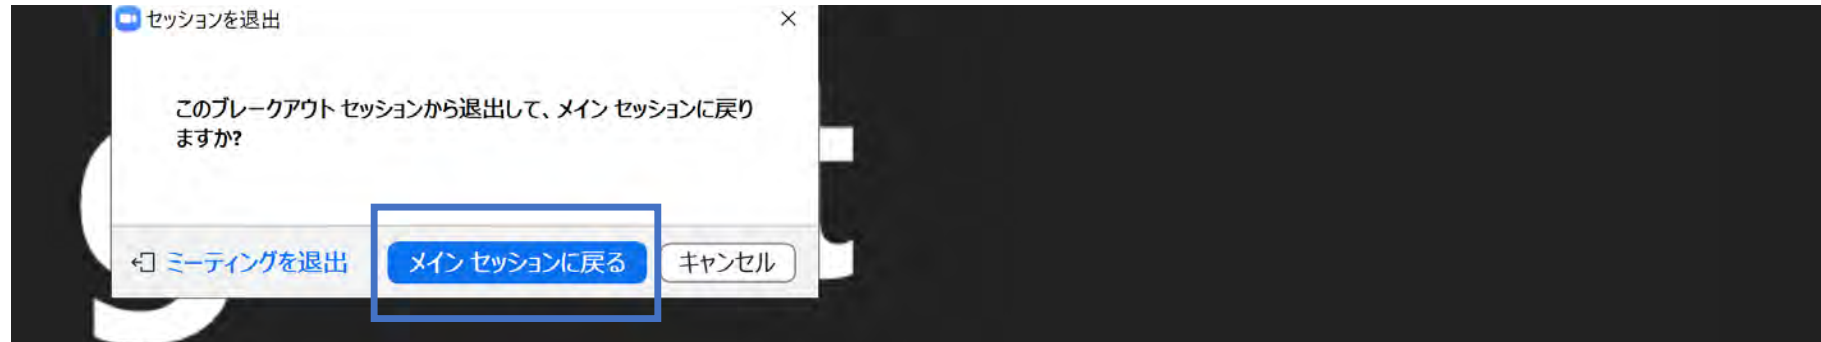 セッションを退出
このブレークアウト セッションから退出して、メイン セッションに戻り
ますか?
ミーティングを退出 メイン セッションに戻る キャンセル